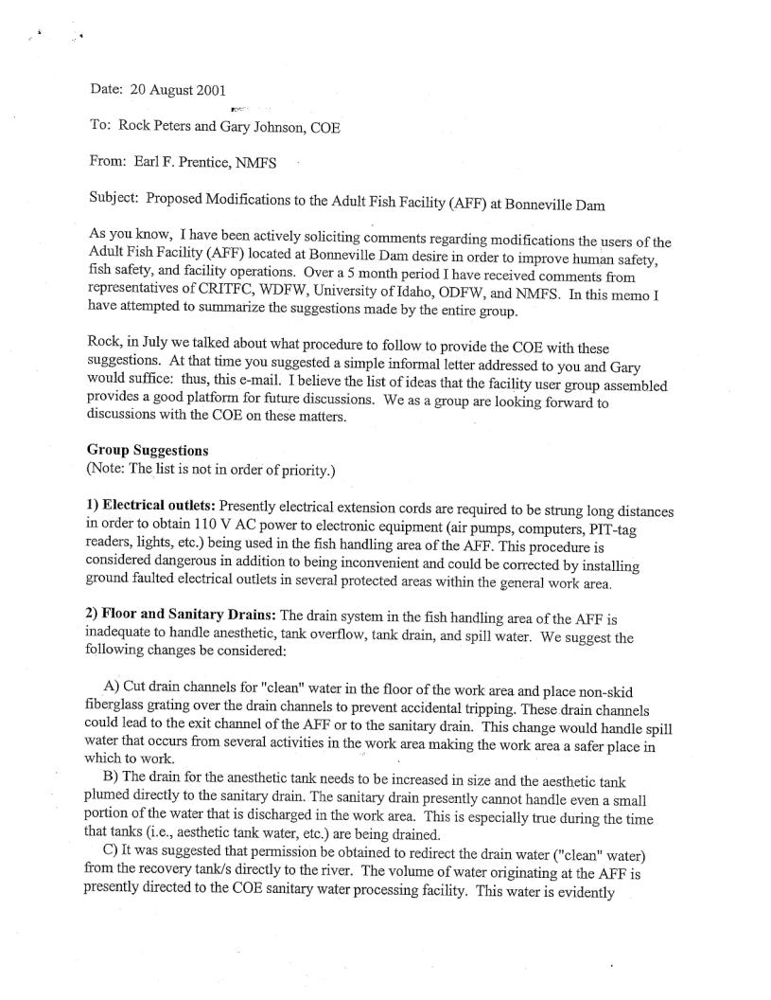 Date: 20 August 2001
To: Rock Peters and Gary Johnson, COE
From: Earl F. Prentice, NMFS
Subject: Proposed Modifications to the Adult Fish Facility (AFF) at Bonneville Dam
As you know, I have been actively soliciting comments regarding modifications the users of the
Adult Fish Facility (AFF) located at Bonneville Dam desire in order to improve human safety,
fish safety, and facility operations. Over a 5 month period I have received comments from
representatives of CRITFC, WDFW, University of Idaho, ODFW, and NMFS. In this memo I
have attempted to summarize the suggestions made by the entire group.
Rock, in July we talked about what procedure to follow to provide the COE with these
suggestions. At that time you suggested a simple informal letter addressed to you and Gary
would suffice: thus, this e-mail. I believe the list of ideas that the facility user group assembled
provides a good platform for future discussions. We as a group are looking forward to
discussions with the COE on these matters.
Group Suggestions
(Note: The list is not in order of priority.)
1) Electrical outlets: Presently electrical extension cords are required to be strung long distances
in order to obtain 110 V AC power to electronic equipment (air pumps, computers, PIT-tag
readers, lights, etc.) being used in the fish handling area of the AFF. This procedure is
considered dangerous in addition to being inconvenient and could be corrected by installing
ground faulted electrical outlets in several protected areas within the general work area.
2) Floor and Sanitary Drains: The drain system in the fish handling area of the AFF is
inadequate to handle anesthetic, tank overflow, tank drain, and spill water. We suggest the
following changes be considered:
A) Cut drain channels for "clean" water in the floor of the work area and place non-skid
fiberglass grating over the drain channels to prevent accidental tripping. These drain channels
could lead to the exit channel of the AFF or to the sanitary drain. This change would handle spill
water that occurs from several activities in the work area making the work area a safer place in
which to work.
B) The drain for the anesthetic tank needs to be increased in size and the aesthetic tank
plumed directly to the sanitary drain. The sanitary drain presently cannot handle even a small
portion of the water that is discharged in the work area. This is especially true during the time
that tanks (i.e., aesthetic tank water, etc.) are being drained.
C) It was suggested that permission be obtained to redirect the drain water ("clean" water)
from the recovery tank/s directly to the river. The volume of water originating at the AFF is
presently directed to the COE sanitary water processing facility. This water is evidently